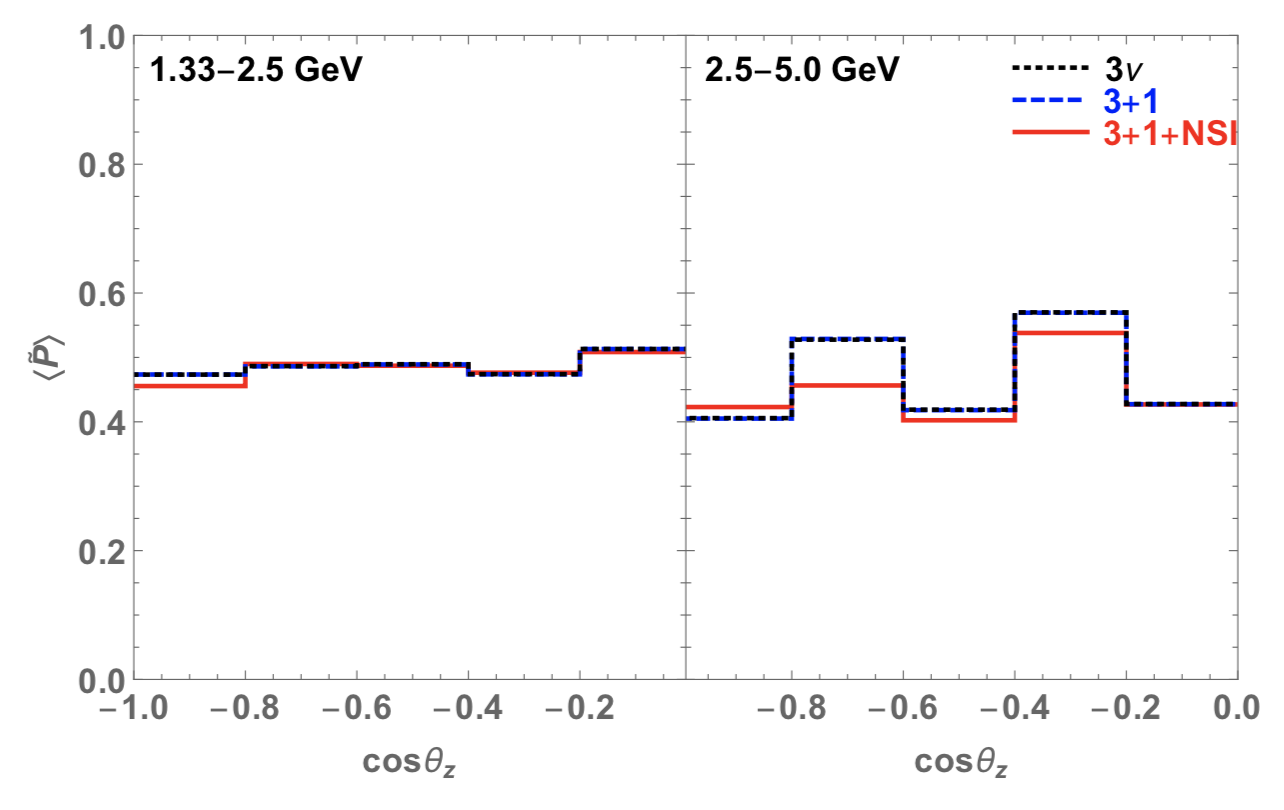 1.33−2.5 GeV
2.5−5.0 GeV
3ν
3+1
3+1+NSI
1.0
0.8
0.6
0.4
0.2
0.0
⟨P̃⟩
−1.0 −0.8 −0.6 −0.4 −0.2
−0.8 −0.6 −0.4 −0.2 0.0
cosθz
cosθz